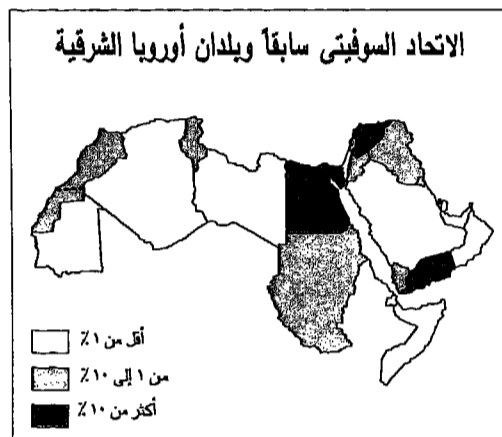 الاتحاد السوفيتى سابقاً وبلدان أوروبا الشرقية
أقل من ١٪
من ١ إلى ١٠٪
أكثر من ١٠٪